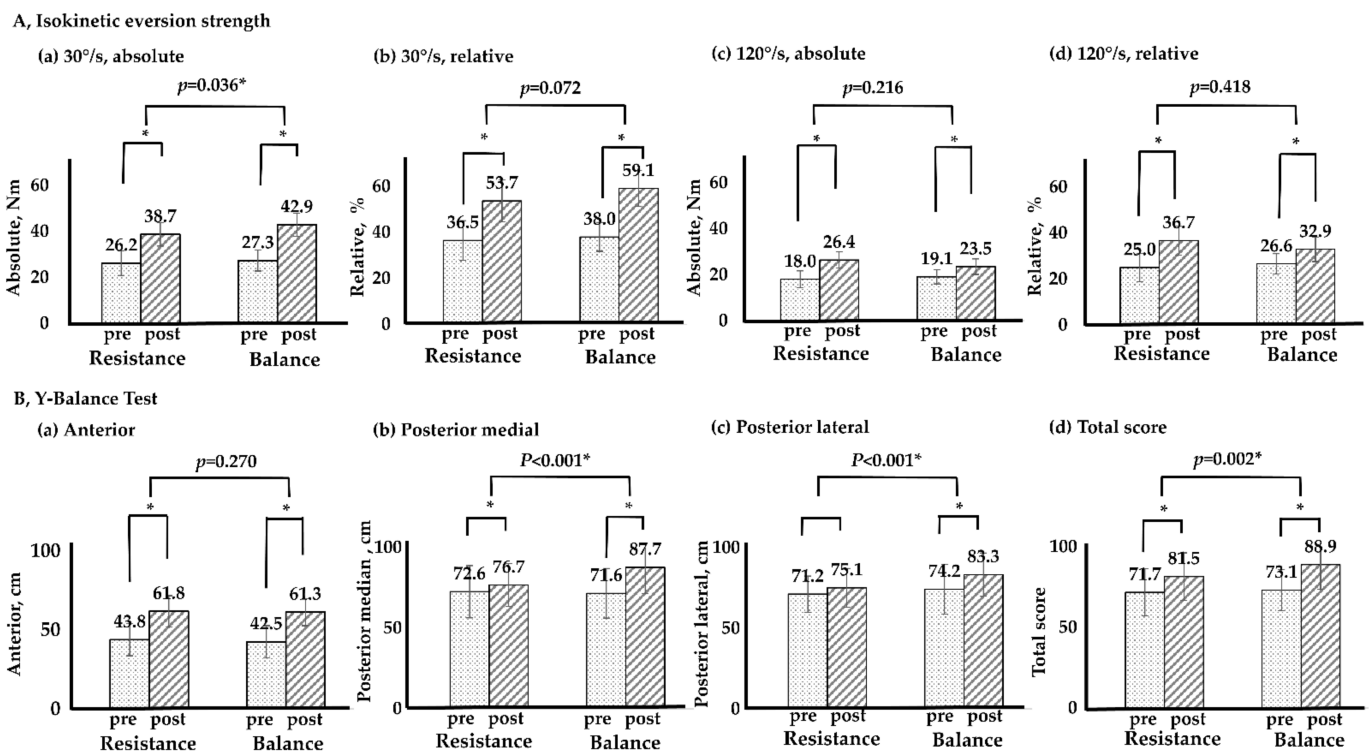 A, Isokinetic eversion strength
(a) 30°/s, absolute
p=0.036*
*
*
Absolute, Nm
60
40
20
0
26.2
38.7
27.3
42.9
pre post
pre post
Resistance
Balance
(b) 30°/s, relative
p=0.072
*
*
Relative, %
60
40
20
0
36.5
53.7
38.0
59.1
pre post
pre post
Resistance
Balance
(c) 120°/s, absolute
p=0.216
*
*
Absolute, Nm
60
40
20
0
18.0
26.4
19.1
23.5
pre post
pre post
Resistance
Balance
(d) 120°/s, relative
p=0.418
*
*
Relative, %
60
40
20
0
25.0
36.7
26.6
32.9
pre post
pre post
Resistance
Balance
B, Y-Balance Test
(a) Anterior
p=0.270
*
*
Anterior, cm
100
50
0
43.8
61.8
42.5
61.3
pre post
pre post
Resistance
Balance
(b) Posterior medial
P<0.001*
*
*
Posterior median , cm
100
50
0
72.6
76.7
71.6
87.7
pre post
pre post
Resistance
Balance
(c) Posterior lateral
P<0.001*
*
Posterior lateral, cm
100
50
0
71.2
75.1
74.2
83.3
pre post
pre post
Resistance
Balance
(d) Total score
p=0.002*
*
*
Total score
100
50
0
71.7
81.5
73.1
88.9
pre post
pre post
Resistance
Balance